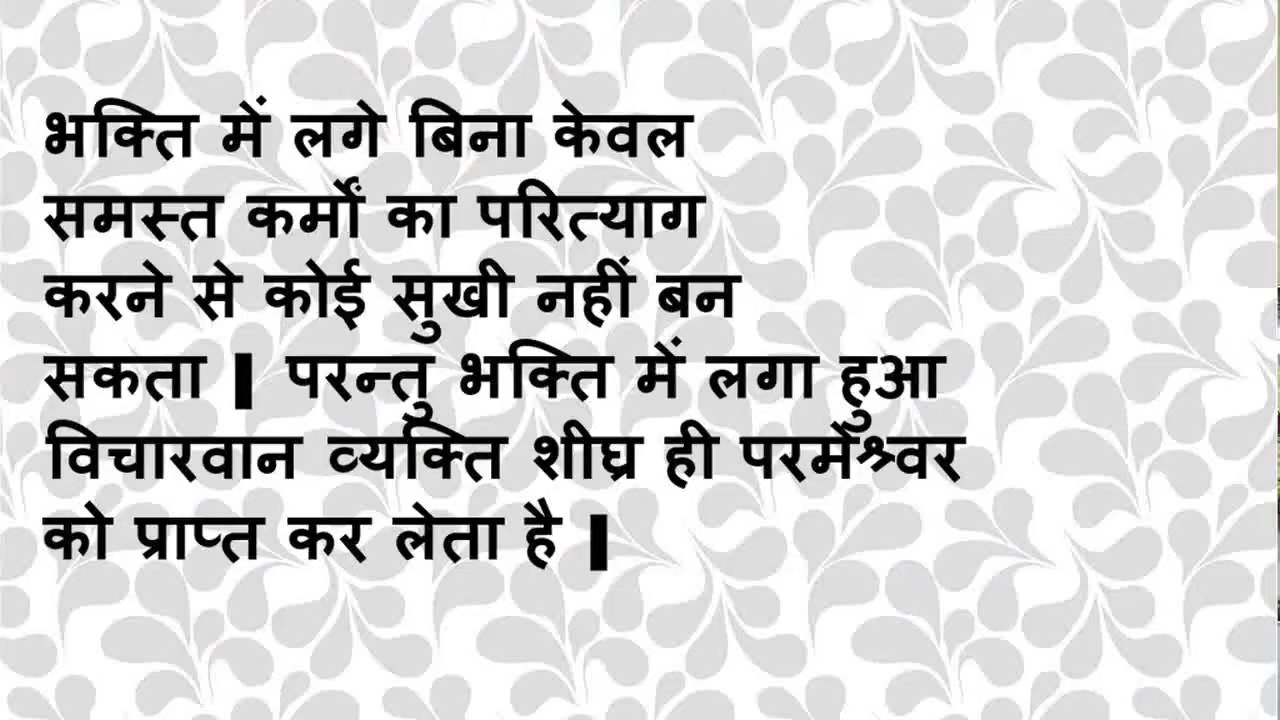 भक्ति में लगे बिना केवल
समस्त कर्मों का परित्याग
करने से कोई सुखी नहीं बन
सकता | परन्तु भक्ति में लगा हुआ
विचारवान व्यक्ति शीघ्र ही परमेश्र्वर
को प्राप्त कर लेता है |